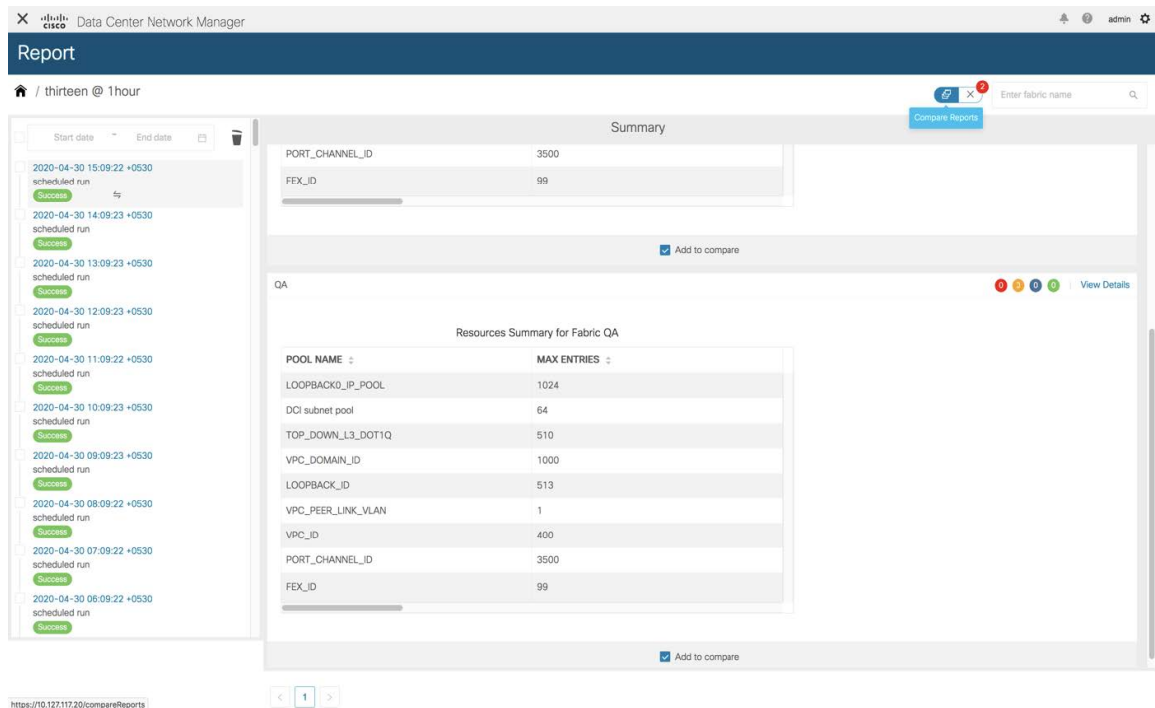 cisco Data Center Network Manager
admin
Report
/ thirteen @ 1hour
2
Enter fabric name
Compare Reports
Start date ~ End date
Summary
2020-04-30 15:09:22 +0530
scheduled run
Success
2020-04-30 14:09:23 +0530
scheduled run
Success
2020-04-30 13:09:23 +0530
scheduled run
Success
2020-04-30 12:09:23 +0530
scheduled run
Success
2020-04-30 11:09:22 +0530
scheduled run
Success
2020-04-30 10:09:23 +0530
scheduled run
Success
2020-04-30 09:09:23 +0530
scheduled run
Success
2020-04-30 08:09:22 +0530
scheduled run
Success
2020-04-30 07:09:22 +0530
scheduled run
Success
2020-04-30 06:09:22 +0530
scheduled run
Success
PORT_CHANNEL_ID 3500
FEX_ID 99
Add to compare
QA
0 3 0 0 View Details
Resources Summary for Fabric QA
POOL NAME MAX ENTRIES
LOOPBACK0_IP_POOL 1024
DCI subnet pool 64
TOP_DOWN_L3_DOT1Q 510
VPC_DOMAIN_ID 1000
LOOPBACK_ID 513
VPC_PEER_LINK_VLAN 1
VPC_ID 400
PORT_CHANNEL_ID 3500
FEX_ID 99
Add to compare
< 1 >
https://10.127.117.20/compareReports